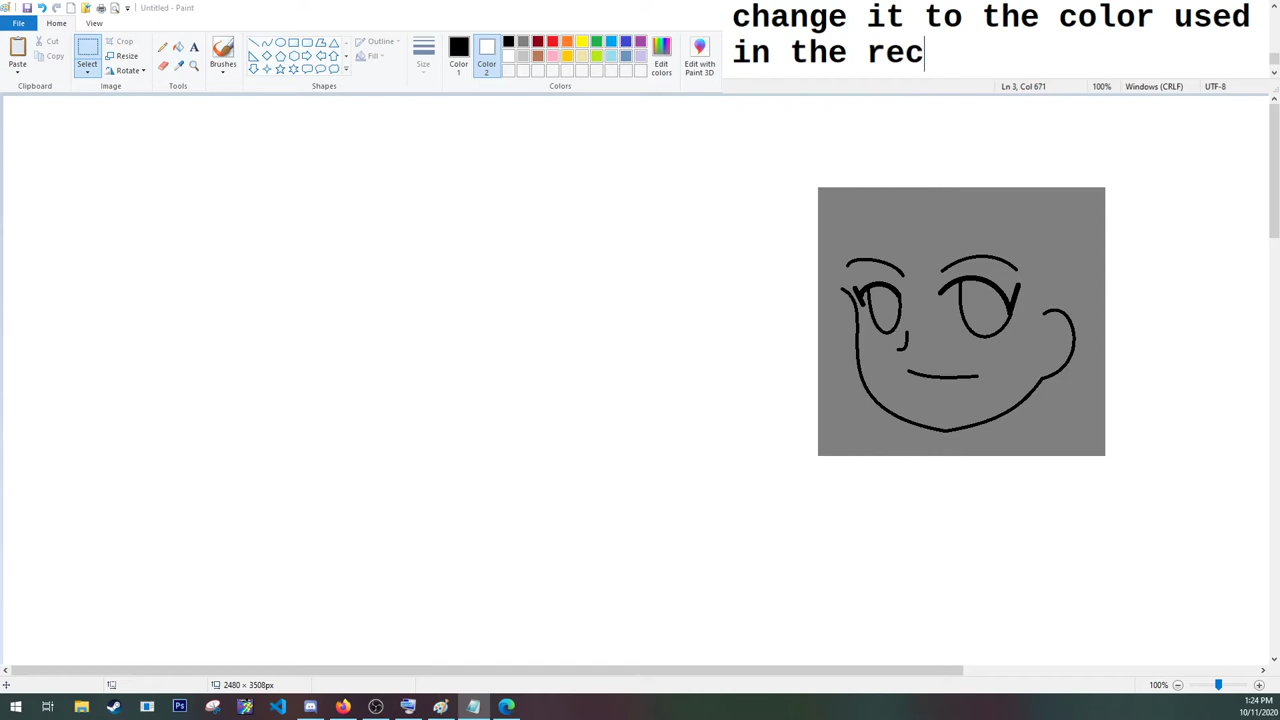 Untitled - Paint
change it to the color used
in the rec
File Home View
Paste Cut Copy
Select Crop Resize Rotate
Brushes
Outline Fill
Size
Color 1
Color 2
Edit colors
Edit with Paint 3D
Clipboard Image Tools Shapes Colors
Ln 3, Col 671 100% Windows (CRLF) UTF-8
2480 × 3508px 100%
1:24 PM
10/11/2020